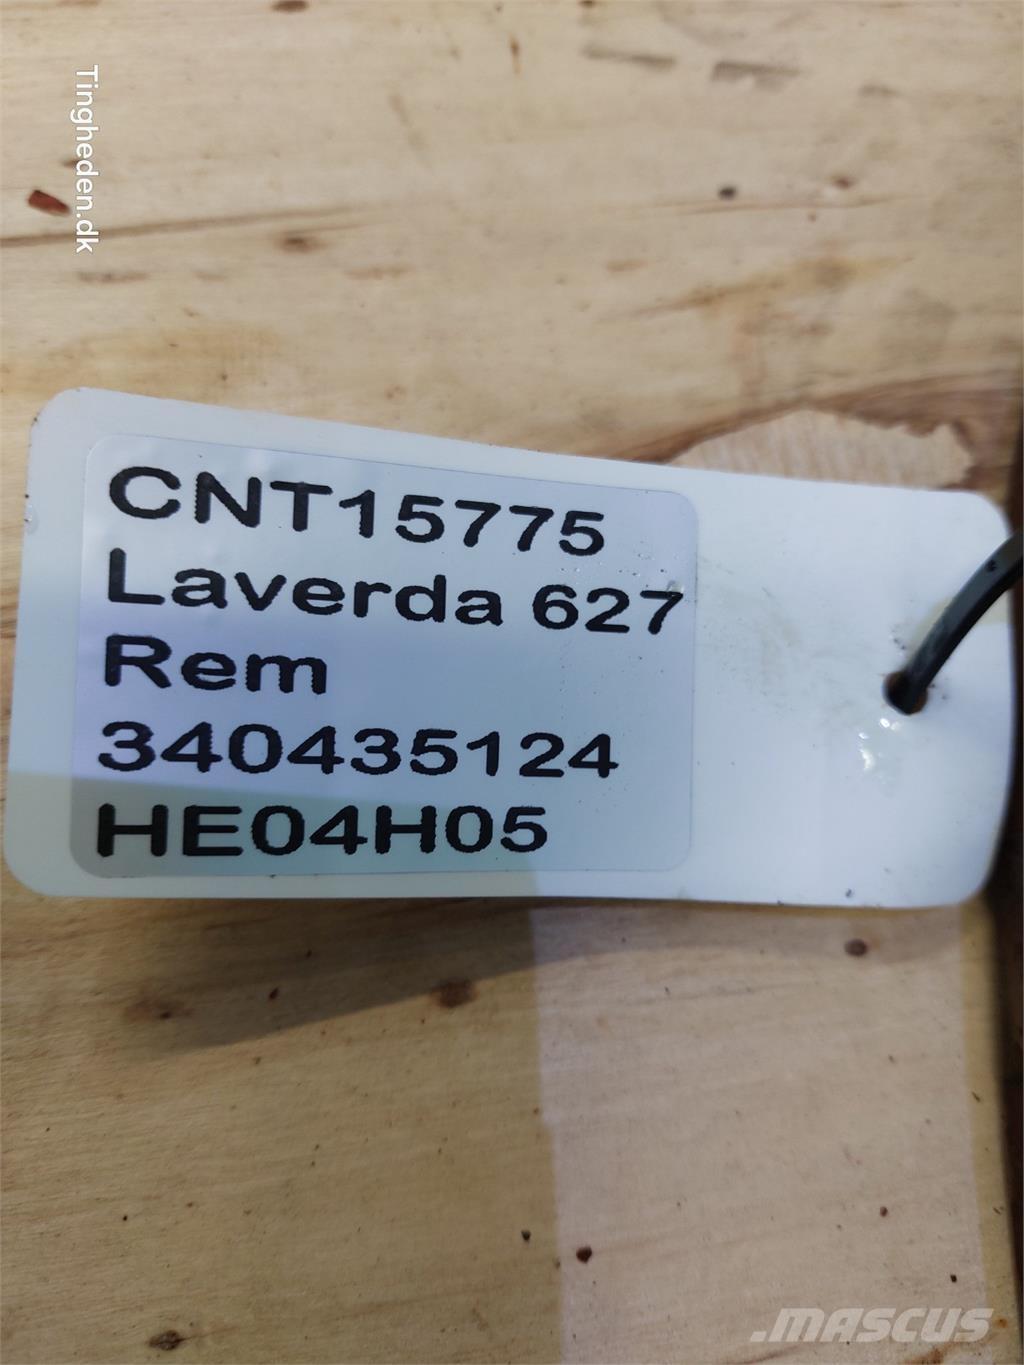 Tingheden.dk
CNT15775
Laverda 627
Rem
340435124
HE04H05
.MASCUS